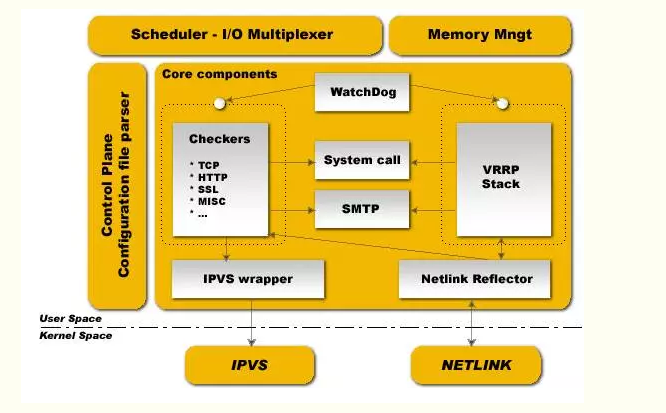 Scheduler - I/O Multiplexer
Memory Mngt
Control Plane
Configuration file parser
Core components
WatchDog
Checkers
* TCP
* HTTP
* SSL
* MISC
* ...
System call
SMTP
VRRP
Stack
IPVS wrapper
Netlink Reflector
User Space
Kernel Space
IPVS
NETLINK